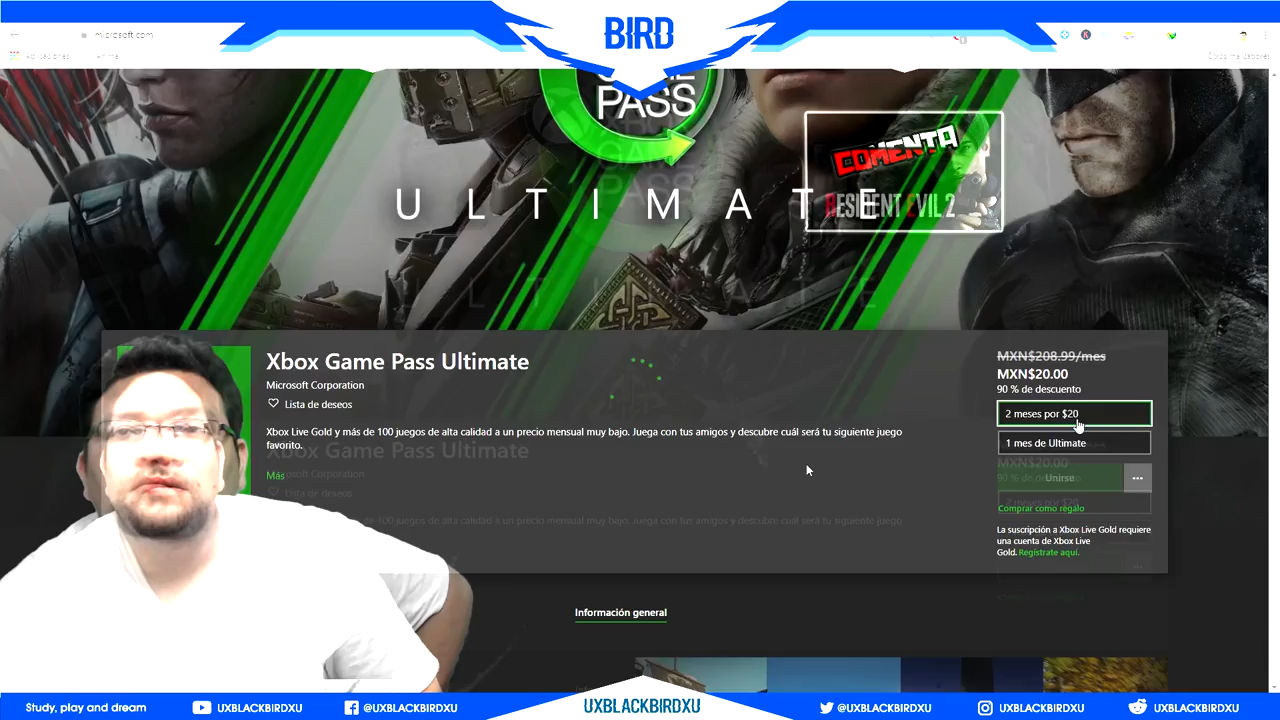 BIRD
microsoft.com
PASS
ULTIMATE
COMENTA
RESIDENT EVIL 2
Xbox Game Pass Ultimate
Microsoft Corporation
Lista de deseos
Xbox Live Gold y más de 100 juegos de alta calidad a un precio mensual muy bajo. Juega con tus amigos y descubre cuál será tu siguiente juego
favorito.
Más
MXN$208.99/mes
MXN$20.00
90 % de descuento
2 meses por $20
1 mes de Ultimate
Unirse
Comprar como regalo
La suscripción a Xbox Live Gold requiere
una cuenta de Xbox Live
Gold. Regístrate aquí.
Información general
Study, play and dream
UXBLACKBIRDXU
@UXBLACKBIRDXU
UXBLACKBIRDXU
@UXBLACKBIRDXU
UXBLACKBIRDXU
UXBLACKBIRDXU